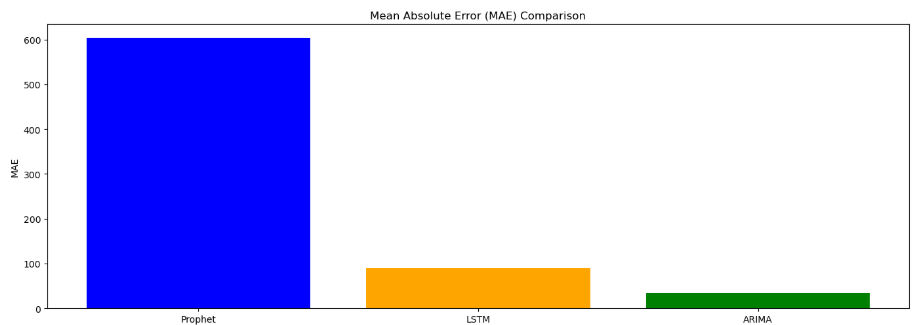 Mean Absolute Error (MAE) Comparison
MAE
600
500
400
300
200
100
0
Prophet
LSTM
ARIMA